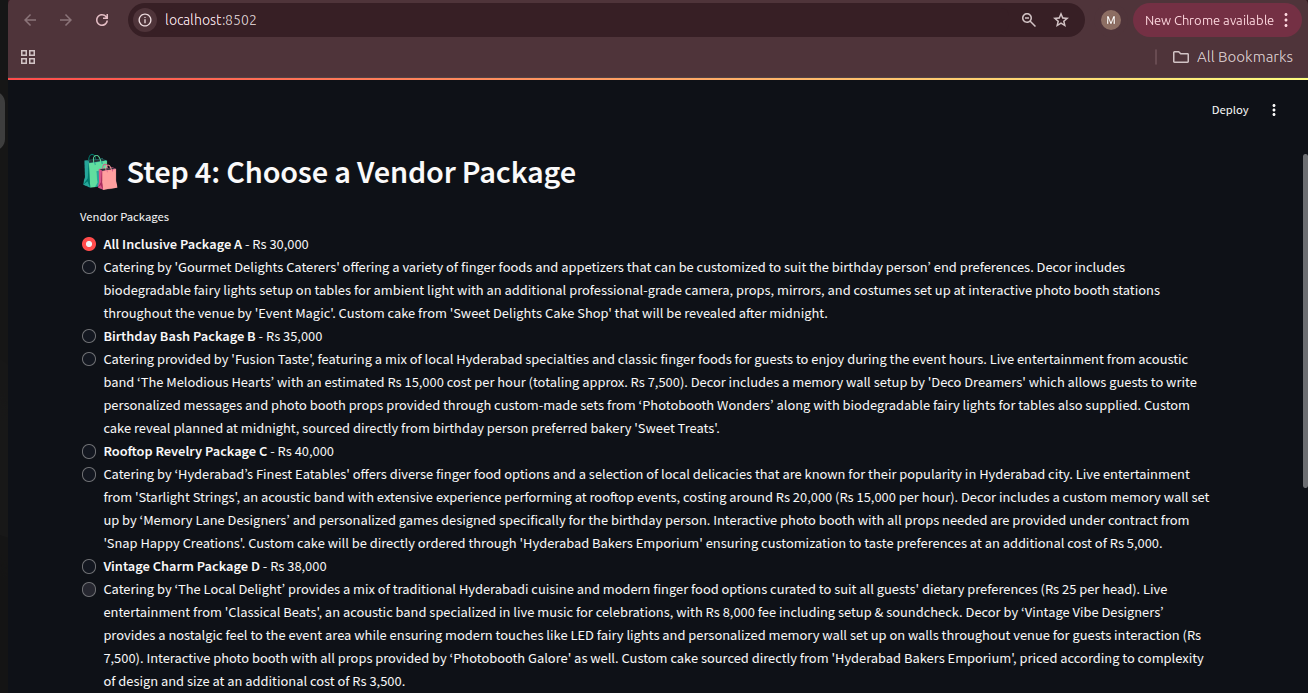 localhost:8502
M
New Chrome available
All Bookmarks
Deploy
Step 4: Choose a Vendor Package
Vendor Packages
All Inclusive Package A - Rs 30,000
Catering by 'Gourmet Delights Caterers' offering a variety of finger foods and appetizers that can be customized to suit the birthday person’ end preferences. Decor includes
biodegradable fairy lights setup on tables for ambient light with an additional professional-grade camera, props, mirrors, and costumes set up at interactive photo booth stations
throughout the venue by 'Event Magic'. Custom cake from 'Sweet Delights Cake Shop' that will be revealed after midnight.
Birthday Bash Package B - Rs 35,000
Catering provided by 'Fusion Taste', featuring a mix of local Hyderabad specialties and classic finger foods for guests to enjoy during the event hours. Live entertainment from acoustic
band ‘The Melodious Hearts’ with an estimated Rs 15,000 cost per hour (totaling approx. Rs 7,500). Decor includes a memory wall setup by 'Deco Dreamers' which allows guests to write
personalized messages and photo booth props provided through custom-made sets from ‘Photobooth Wonders’ along with biodegradable fairy lights for tables also supplied. Custom
cake reveal planned at midnight, sourced directly from birthday person preferred bakery 'Sweet Treats'.
Rooftop Revelry Package C - Rs 40,000
Catering by ‘Hyderabad’s Finest Eatables' offers diverse finger food options and a selection of local delicacies that are known for their popularity in Hyderabad city. Live entertainment
from 'Starlight Strings', an acoustic band with extensive experience performing at rooftop events, costing around Rs 20,000 (Rs 15,000 per hour). Decor includes a custom memory wall set
up by ‘Memory Lane Designers’ and personalized games designed specifically for the birthday person. Interactive photo booth with all props needed are provided under contract from
'Snap Happy Creations'. Custom cake will be directly ordered through 'Hyderabad Bakers Emporium' ensuring customization to taste preferences at an additional cost of Rs 5,000.
Vintage Charm Package D - Rs 38,000
Catering by ‘The Local Delight’ provides a mix of traditional Hyderabadi cuisine and modern finger food options curated to suit all guests' dietary preferences (Rs 25 per head). Live
entertainment from 'Classical Beats', an acoustic band specialized in live music for celebrations, with Rs 8,000 fee including setup & soundcheck. Decor by ‘Vintage Vibe Designers’
provides a nostalgic feel to the event area while ensuring modern touches like LED fairy lights and personalized memory wall set up on walls throughout venue for guests interaction (Rs
7,500). Interactive photo booth with all props provided by ‘Photobooth Galore’ as well. Custom cake sourced directly from 'Hyderabad Bakers Emporium', priced according to complexity
of design and size at an additional cost of Rs 3,500.